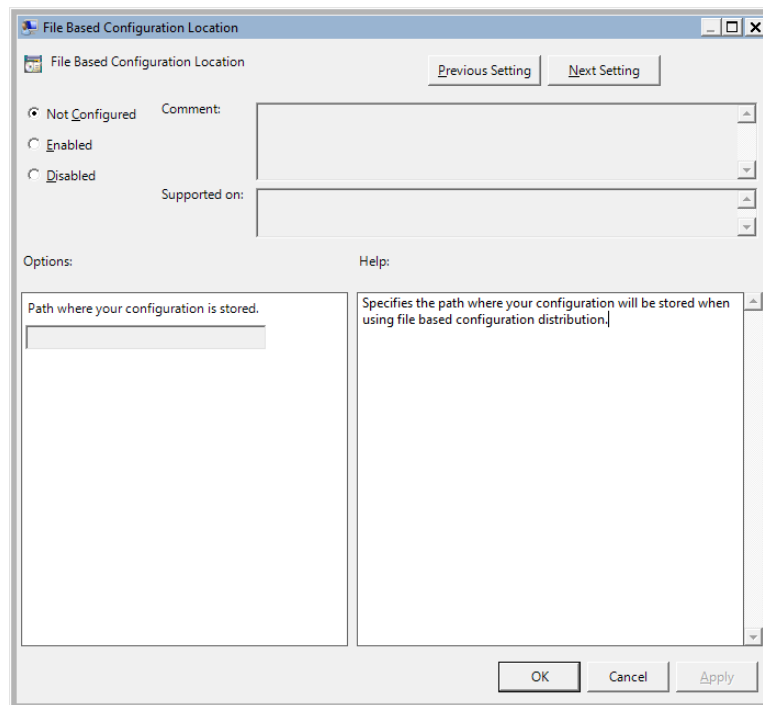 File Based Configuration Location
File Based Configuration Location
Previous Setting
Next Setting
Not Configured
Comment:
Enabled
Disabled
Supported on:
Options:
Help:
Path where your configuration is stored.
Specifies the path where your configuration will be stored when
using file based configuration distribution.
OK
Cancel
Apply